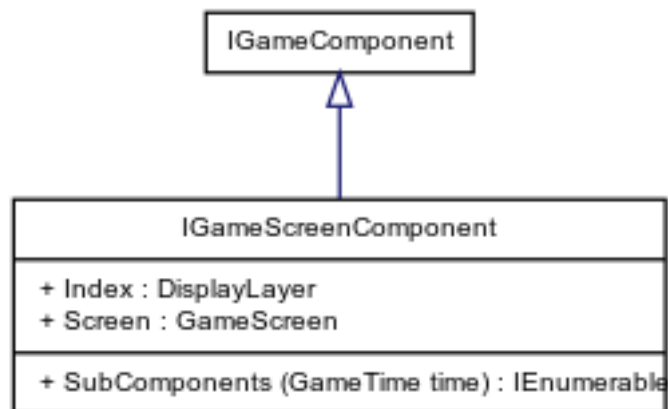 IGameComponent
IGameScreenComponent
+ Index : DisplayLayer
+ Screen : GameScreen
+ SubComponents (GameTime time) : IEnumerable